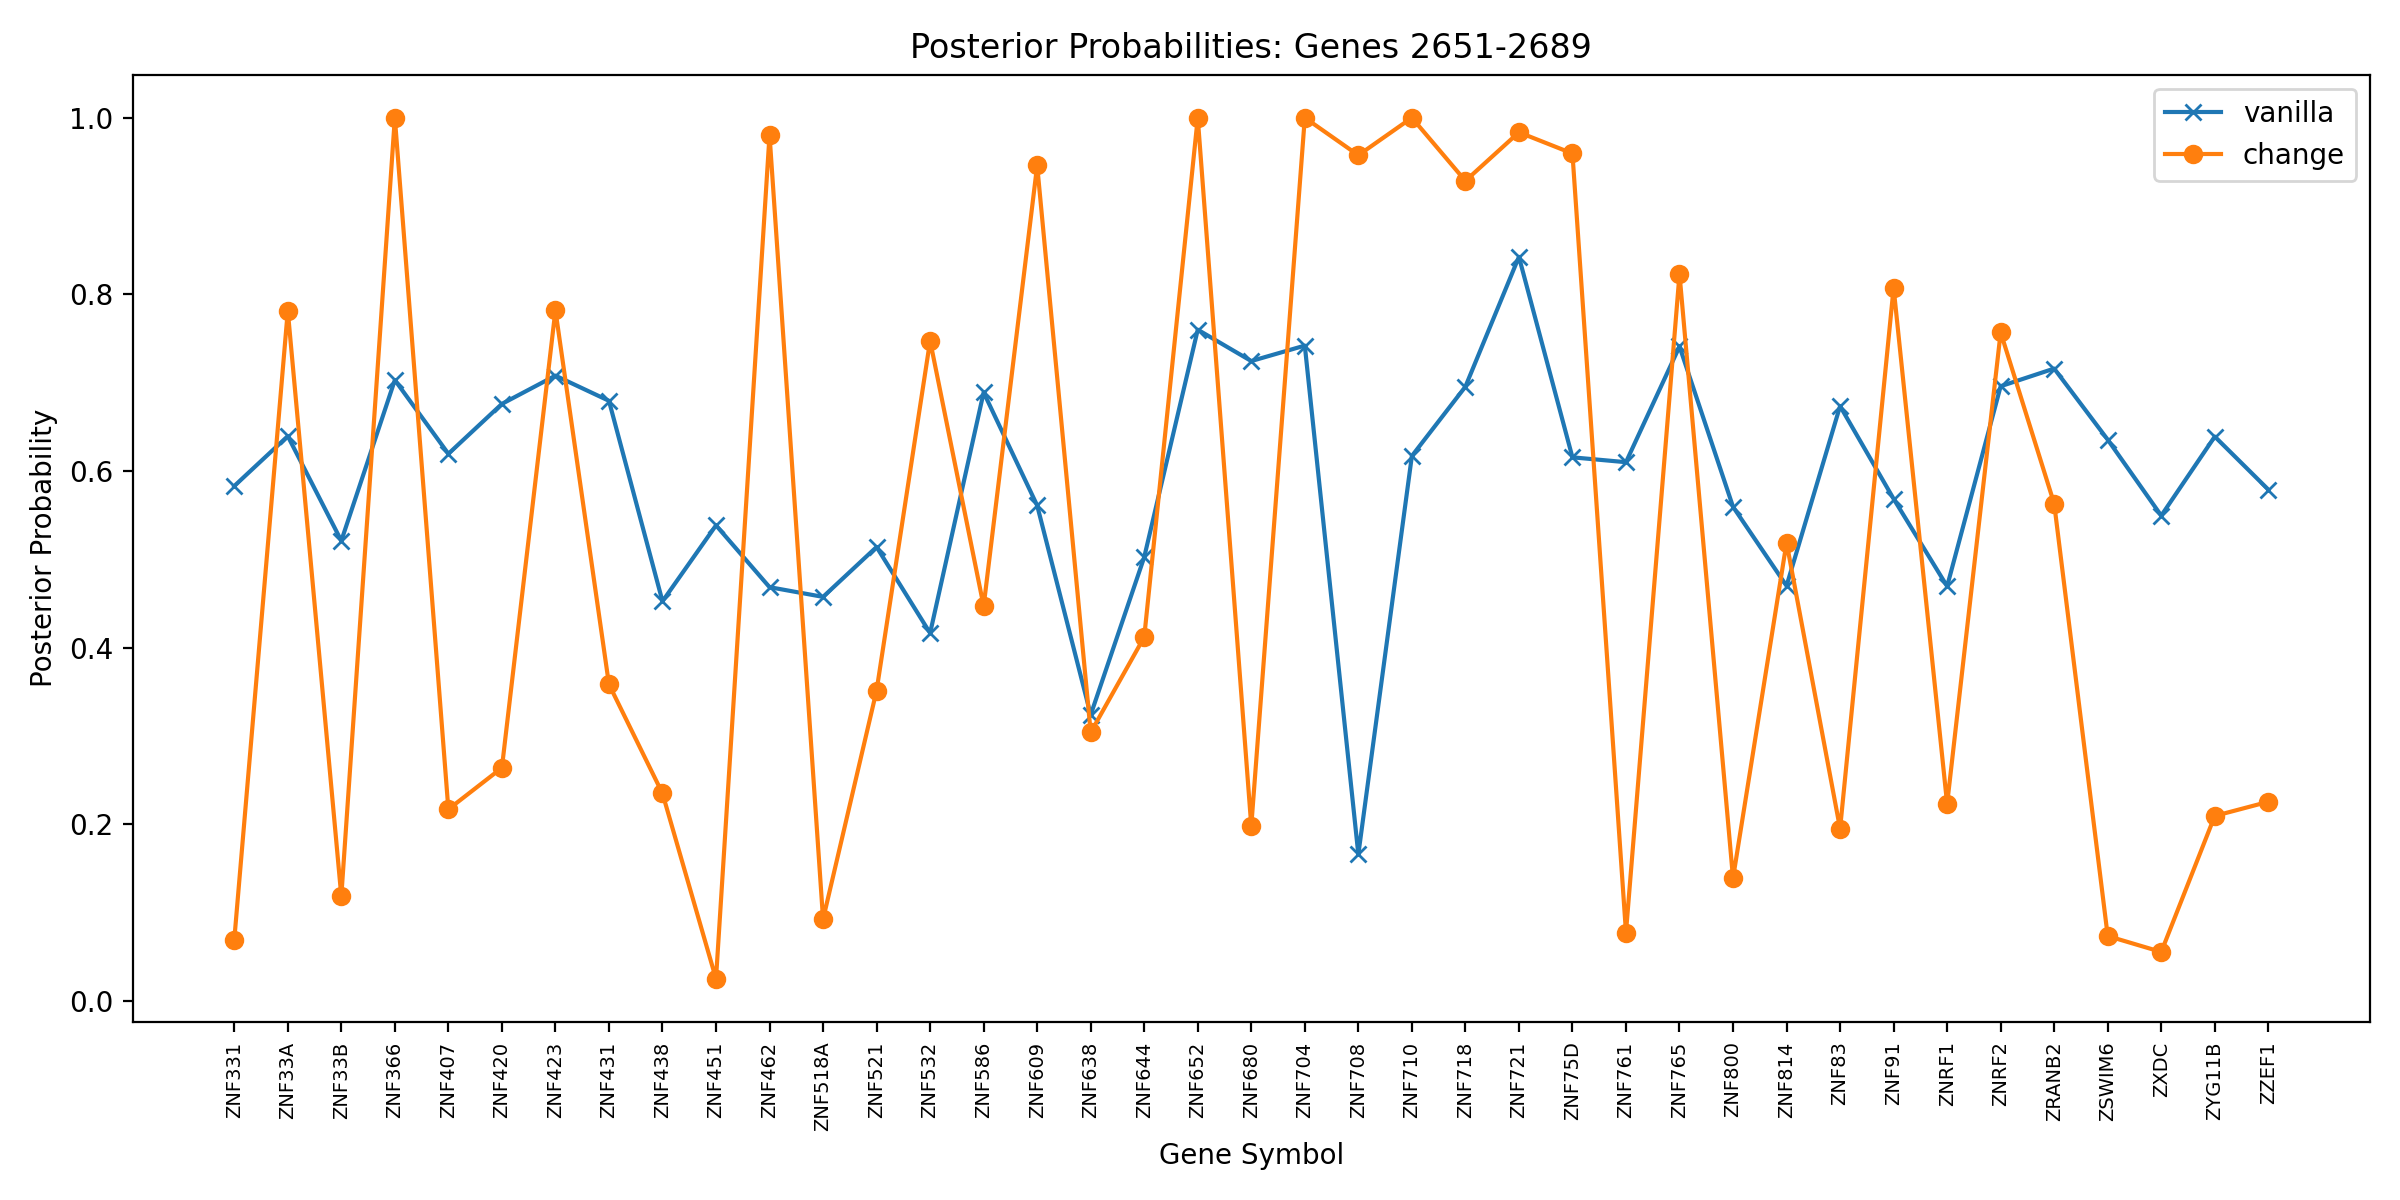 Posterior Probabilities: Genes 2651-2689
vanilla
change
Posterior Probability
1.0
0.8
0.6
0.4
0.2
0.0
ZNF331
ZNF33A
ZNF33B
ZNF366
ZNF407
ZNF420
ZNF423
ZNF431
ZNF438
ZNF451
ZNF462
ZNF518A
ZNF521
ZNF532
ZNF586
ZNF609
ZNF638
ZNF644
ZNF652
ZNF680
ZNF704
ZNF708
ZNF710
ZNF718
ZNF721
ZNF75D
ZNF761
ZNF765
ZNF800
ZNF814
ZNF83
ZNF91
ZNRF1
ZNRF2
ZRANB2
ZSWIM6
ZXDC
ZYG11B
ZZEF1
Gene Symbol